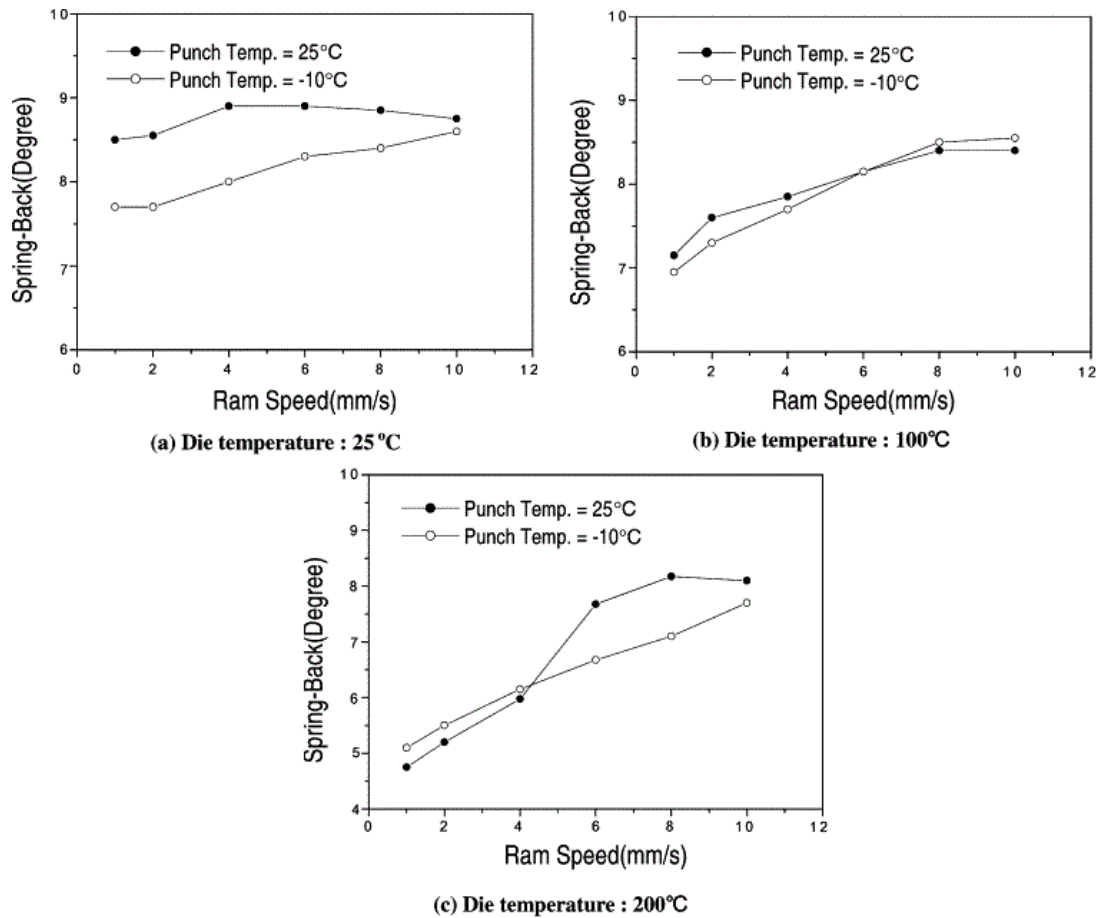 10
9
8
7
6
Spring-Back(Degree)
Punch Temp. = 25°C
Punch Temp. = -10°C
0 2 4 6 8 10 12
Ram Speed(mm/s)
(a) Die temperature : 25 °C
10
9
8
7
6
Spring-Back(Degree)
Punch Temp. = 25°C
Punch Temp. = -10°C
0 2 4 6 8 10 12
Ram Speed(mm/s)
(b) Die temperature : 100℃
10
9
8
7
6
5
4
Spring-Back(Degree)
Punch Temp. = 25°C
Punch Temp. = -10°C
0 2 4 6 8 10 12
Ram Speed(mm/s)
(c) Die temperature : 200℃